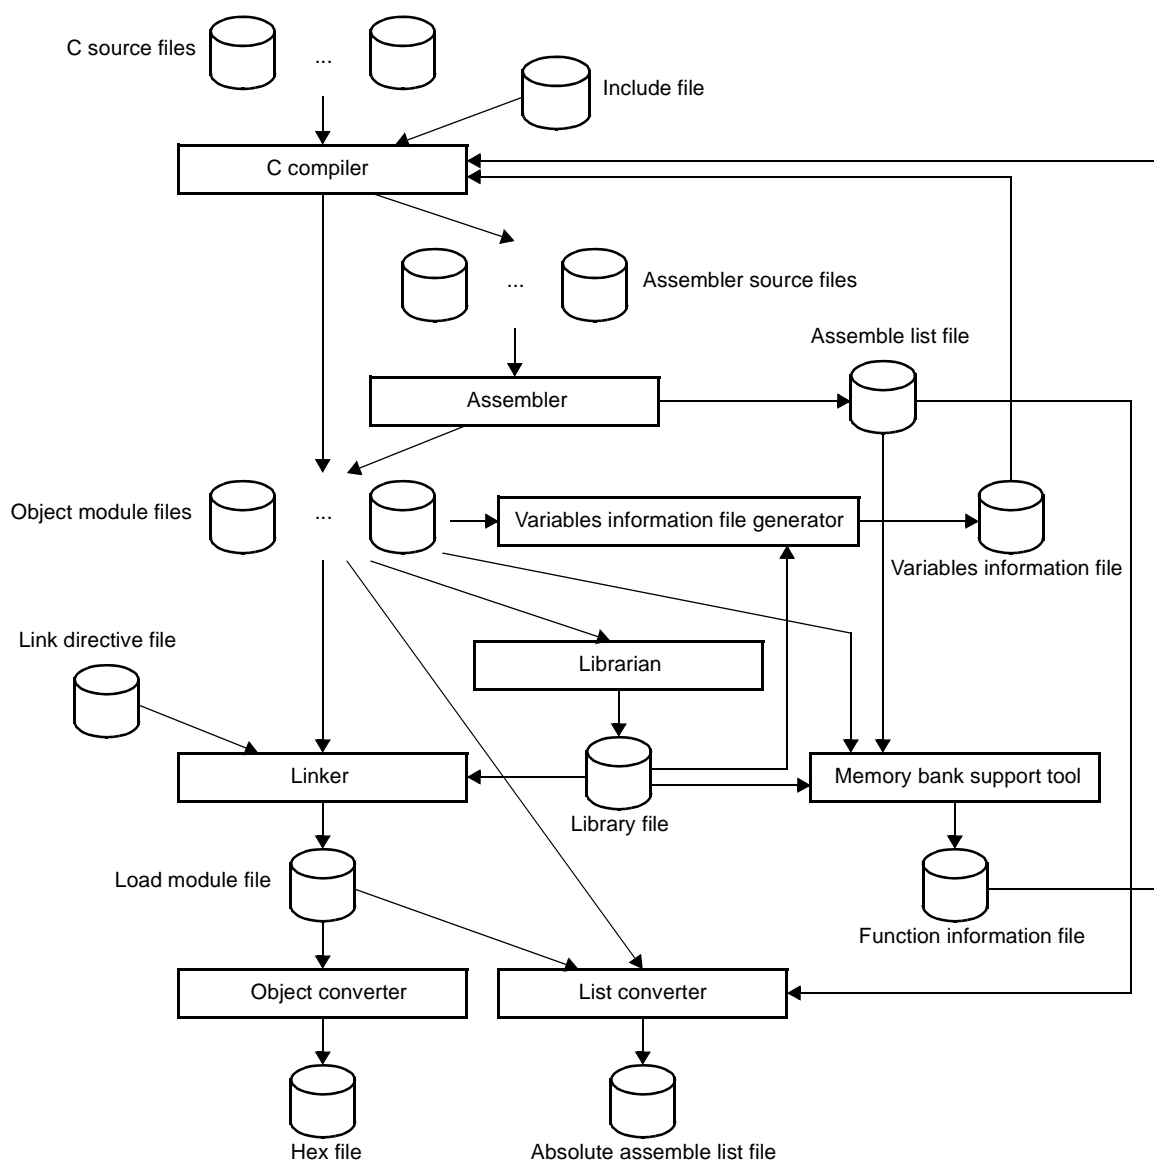 C source files
...
Include file
C compiler
...
Assembler source files
Assemble list file
Assembler
Object module files
...
Variables information file generator
Variables information file
Link directive file
Librarian
Linker
Memory bank support tool
Library file
Load module file
Function information file
Object converter
List converter
Hex file
Absolute assemble list file